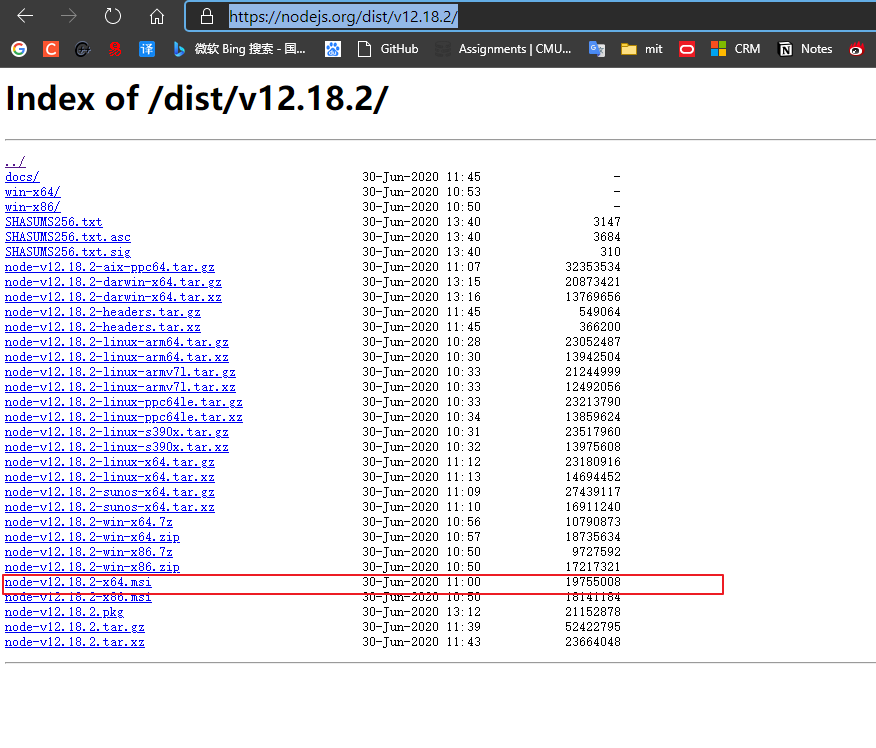 https://nodejs.org/dist/v12.18.2/
微软 Bing 搜索 - 国... GitHub Assignments | CMU... mit CRM Notes
Index of /dist/v12.18.2/
../
docs/ 30-Jun-2020 11:45 -
win-x64/ 30-Jun-2020 10:53 -
win-x86/ 30-Jun-2020 10:50 -
SHASUMS256.txt 30-Jun-2020 13:40 3147
SHASUMS256.txt.asc 30-Jun-2020 13:40 3684
SHASUMS256.txt.sig 30-Jun-2020 13:40 310
node-v12.18.2-aix-ppc64.tar.gz 30-Jun-2020 11:07 32353534
node-v12.18.2-darwin-x64.tar.gz 30-Jun-2020 13:15 20873421
node-v12.18.2-darwin-x64.tar.xz 30-Jun-2020 13:16 13769656
node-v12.18.2-headers.tar.gz 30-Jun-2020 11:45 549064
node-v12.18.2-headers.tar.xz 30-Jun-2020 11:45 366200
node-v12.18.2-linux-arm64.tar.gz 30-Jun-2020 10:28 23052487
node-v12.18.2-linux-arm64.tar.xz 30-Jun-2020 10:30 13942504
node-v12.18.2-linux-armv7l.tar.gz 30-Jun-2020 10:33 21244999
node-v12.18.2-linux-armv7l.tar.xz 30-Jun-2020 10:33 12492056
node-v12.18.2-linux-ppc64le.tar.gz 30-Jun-2020 10:33 23213790
node-v12.18.2-linux-ppc64le.tar.xz 30-Jun-2020 10:34 13859624
node-v12.18.2-linux-s390x.tar.gz 30-Jun-2020 10:31 23517960
node-v12.18.2-linux-s390x.tar.xz 30-Jun-2020 10:32 13975608
node-v12.18.2-linux-x64.tar.gz 30-Jun-2020 11:12 23180916
node-v12.18.2-linux-x64.tar.xz 30-Jun-2020 11:13 14694452
node-v12.18.2-sunos-x64.tar.gz 30-Jun-2020 11:09 27439117
node-v12.18.2-sunos-x64.tar.xz 30-Jun-2020 11:10 16911240
node-v12.18.2-win-x64.7z 30-Jun-2020 10:56 10790873
node-v12.18.2-win-x64.zip 30-Jun-2020 10:57 18735634
node-v12.18.2-win-x86.7z 30-Jun-2020 10:50 9727592
node-v12.18.2-win-x86.zip 30-Jun-2020 10:50 17217321
node-v12.18.2-x64.msi 30-Jun-2020 11:00 19755008
node-v12.18.2-x86.msi 30-Jun-2020 10:50 18141184
node-v12.18.2.pkg 30-Jun-2020 13:12 21152878
node-v12.18.2.tar.gz 30-Jun-2020 11:39 52422795
node-v12.18.2.tar.xz 30-Jun-2020 11:43 23664048